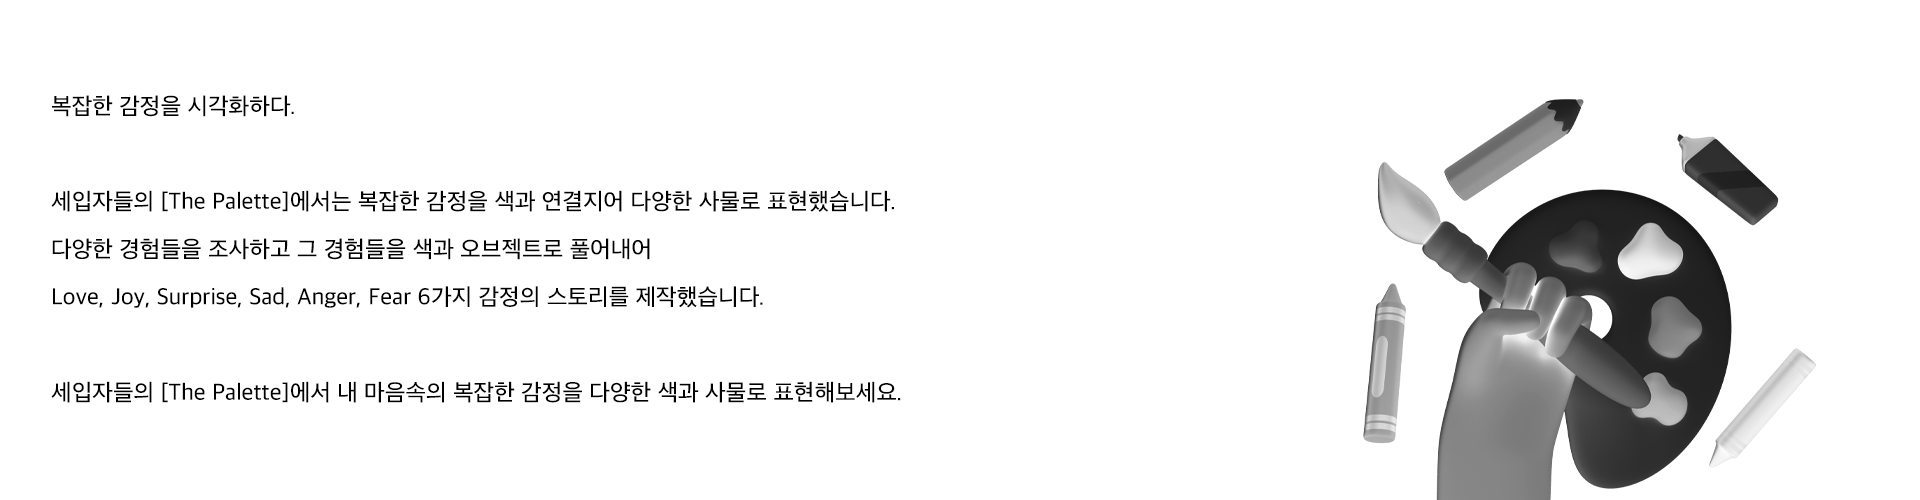 복잡한 감정을 시각화하다.
세입자들의 [The Palette]에서는 복잡한 감정을 색과 연결지어 다양한 사물로 표현했습니다.
다양한 경험들을 조사하고 그 경험들을 색과 오브젝트로 풀어내어
Love, Joy, Surprise, Sad, Anger, Fear 6가지 감정의 스토리를 제작했습니다.
세입자들의 [The Palette]에서 내 마음속의 복잡한 감정을 다양한 색과 사물로 표현해보세요.